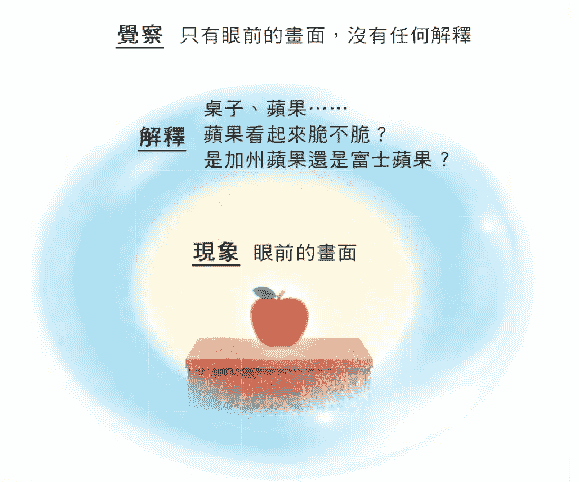 覺察 只有眼前的畫面，沒有任何解釋
桌子、蘋果……
解釋 蘋果看起來脆不脆？
是加州蘋果還是富士蘋果？
現象 眼前的畫面